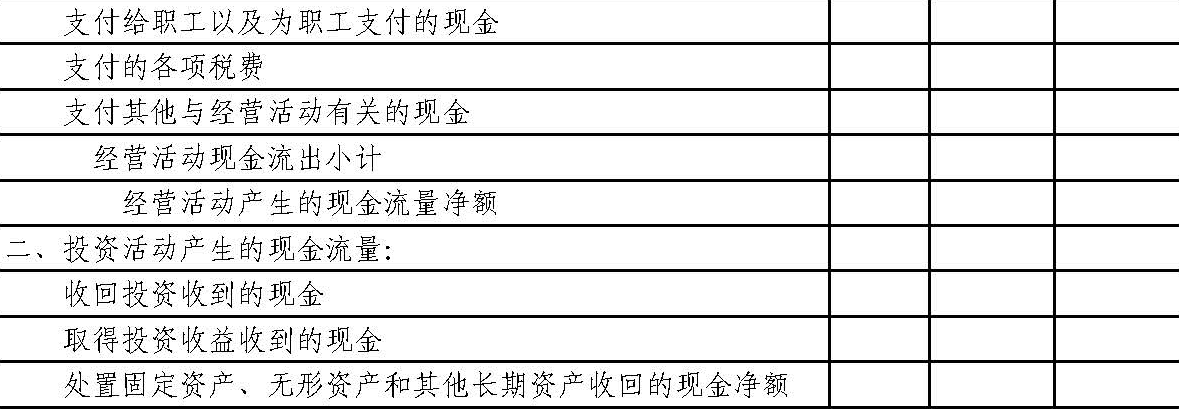 支付给职工以及为职工支付的现金
支付的各项税费
支付其他与经营活动有关的现金
经营活动现金流出小计
经营活动产生的现金流量净额
二、投资活动产生的现金流量:
收回投资收到的现金
取得投资收益收到的现金
处置固定资产、无形资产和其他长期资产收回的现金净额